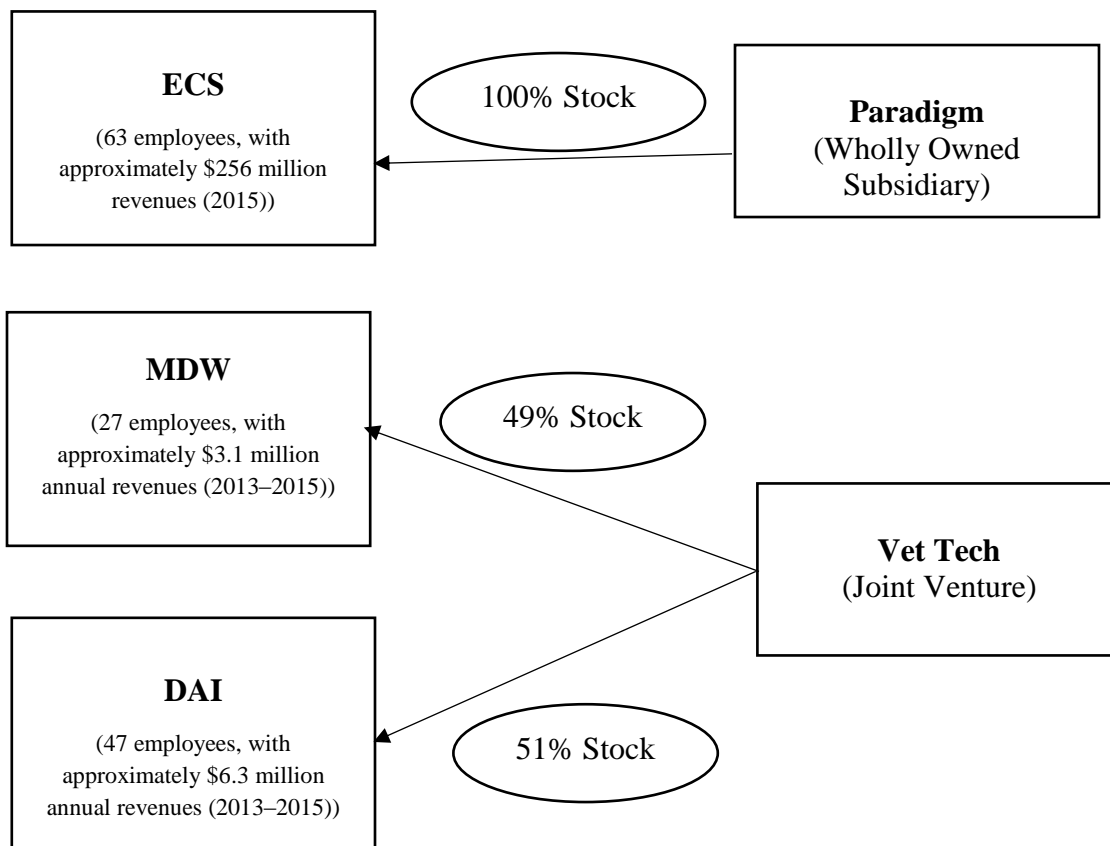 ECS
(63 employees, with
approximately $256 million
revenues (2015))
100% Stock
Paradigm
(Wholly Owned
Subsidiary)
MDW
(27 employees, with
approximately $3.1 million
annual revenues (2013–2015))
49% Stock
Vet Tech
(Joint Venture)
DAI
(47 employees, with
approximately $6.3 million
annual revenues (2013–2015))
51% Stock